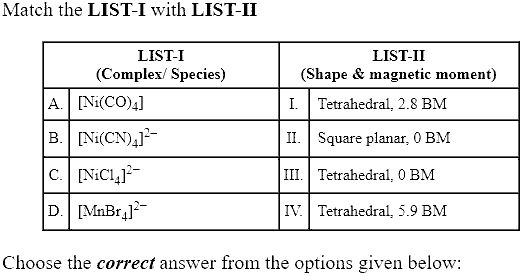 Match the LIST-I with LIST-II
LIST-I LIST-II
(Complex/ Species) (Shape & magnetic moment)
A. [Ni(CO)₄] I. Tetrahedral, 2.8 BM
B. [Ni(CN)₄]²⁻ II. Square planar, 0 BM
C. [NiCl₄]²⁻ III. Tetrahedral, 0 BM
D. [MnBr₄]²⁻ IV. Tetrahedral, 5.9 BM
Choose the correct answer from the options given below: